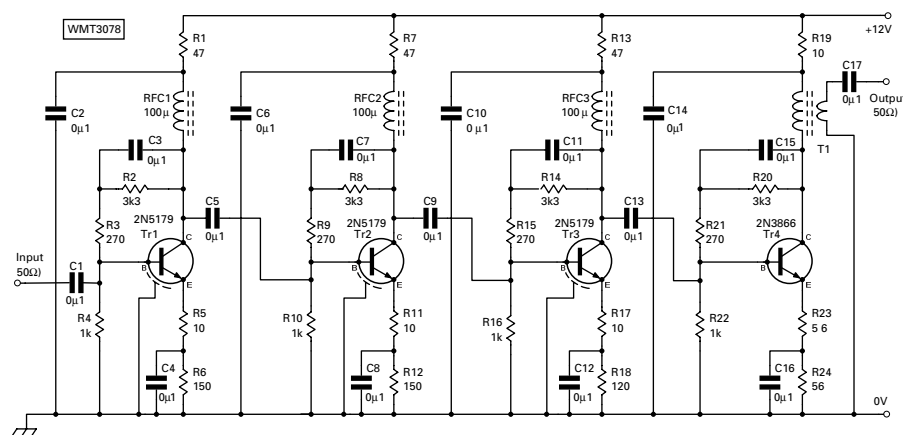 WMT3078
R1
47
R7
47
R13
47
R19
10
+12V
C2
0µ1
RFC1
100µ
C6
0µ1
RFC2
100µ
C10
0µ1
RFC3
100µ
C14
0µ1
C17
0µ1
Output
50Ω)
T1
C3
0µ1
C7
0µ1
C11
0µ1
C15
0µ1
R2
3k3
R8
3k3
R14
3k3
R20
3k3
R3
270
2N5179
Tr1
C
B
E
C5
0µ1
R9
270
2N5179
Tr2
C
B
E
C9
0µ1
R15
270
2N5179
Tr3
C
B
E
C13
0µ1
R21
270
2N3866
Tr4
C
B
E
Input
50Ω)
C1
0µ1
R4
1k
R5
10
R10
1k
R11
10
R16
1k
R17
10
R22
1k
R23
5 6
C4
0µ1
R6
150
C8
0µ1
R12
150
C12
0µ1
R18
120
C16
0µ1
R24
56
0V